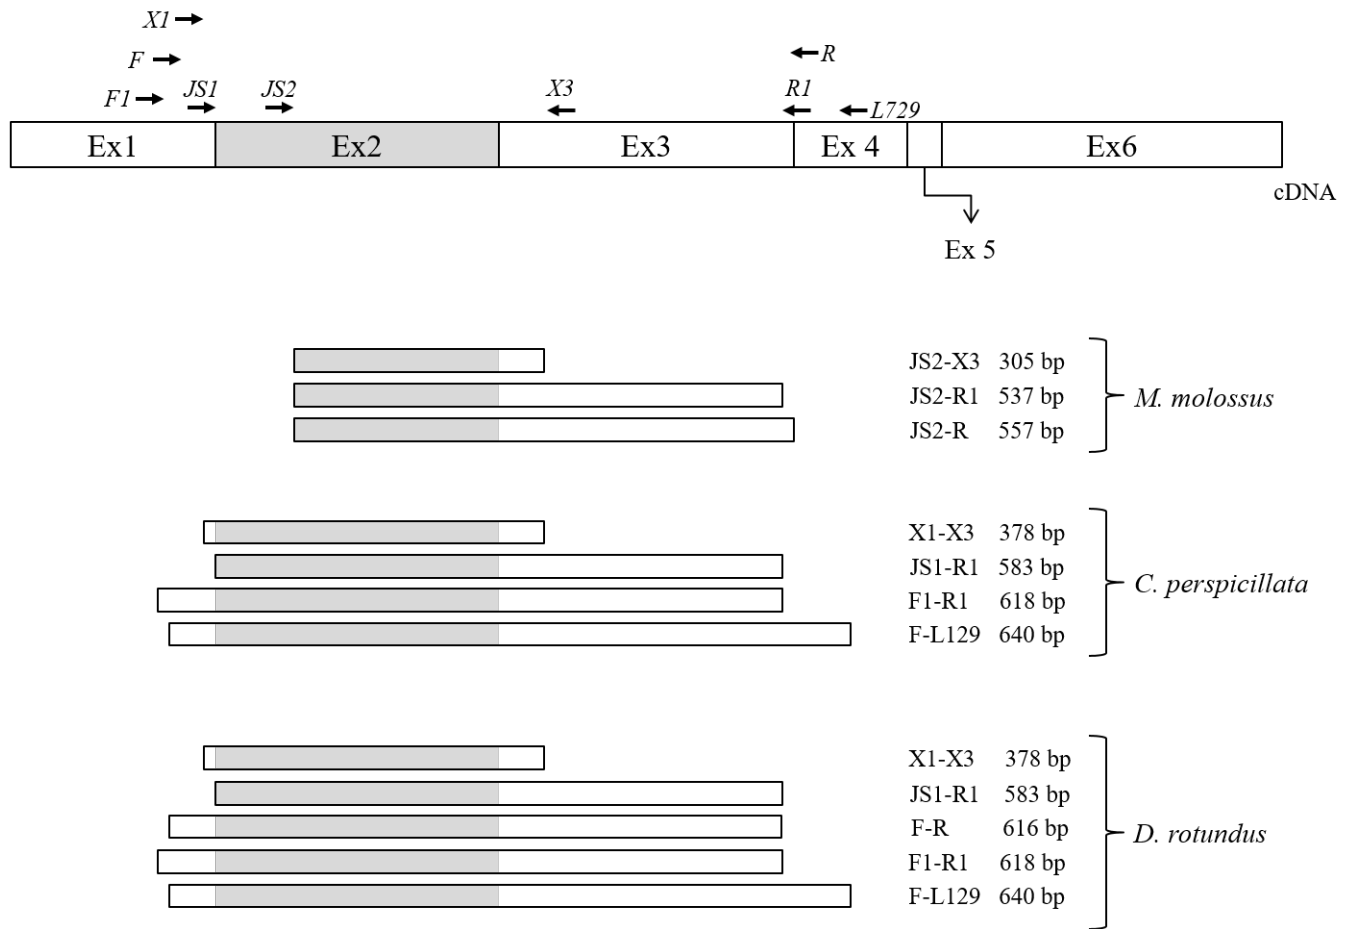 X1
F
R
F1
JS1
JS2
X3
R1
L729
Ex1
Ex2
Ex3
Ex 4
Ex6
cDNA
Ex 5
JS2-X3 305 bp
JS2-R1 537 bp
M. molossus
JS2-R 557 bp
X1-X3 378 bp
JS1-R1 583 bp
C. perspicillata
F1-R1 618 bp
F-L129 640 bp
X1-X3 378 bp
JS1-R1 583 bp
F-R 616 bp
D. rotundus
F1-R1 618 bp
F-L129 640 bp